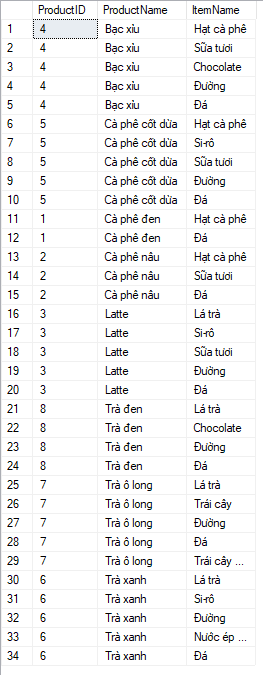 ProductID ProductName ItemName
1 4 Bạc xỉu Hạt cà phê
2 4 Bạc xỉu Sữa tươi
3 4 Bạc xỉu Chocolate
4 4 Bạc xỉu Đường
5 4 Bạc xỉu Đá
6 5 Cà phê cốt dừa Hạt cà phê
7 5 Cà phê cốt dừa Si-rô
8 5 Cà phê cốt dừa Sữa tươi
9 5 Cà phê cốt dừa Đường
10 5 Cà phê cốt dừa Đá
11 1 Cà phê đen Hạt cà phê
12 1 Cà phê đen Đá
13 2 Cà phê nâu Hạt cà phê
14 2 Cà phê nâu Sữa tươi
15 2 Cà phê nâu Đá
16 3 Latte Lá trà
17 3 Latte Si-rô
18 3 Latte Sữa tươi
19 3 Latte Đường
20 3 Latte Đá
21 8 Trà đen Lá trà
22 8 Trà đen Chocolate
23 8 Trà đen Đường
24 8 Trà đen Đá
25 7 Trà ô long Lá trà
26 7 Trà ô long Trái cây
27 7 Trà ô long Đường
28 7 Trà ô long Đá
29 7 Trà ô long Trái cây ...
30 6 Trà xanh Lá trà
31 6 Trà xanh Si-rô
32 6 Trà xanh Đường
33 6 Trà xanh Nước ép ...
34 6 Trà xanh Đá